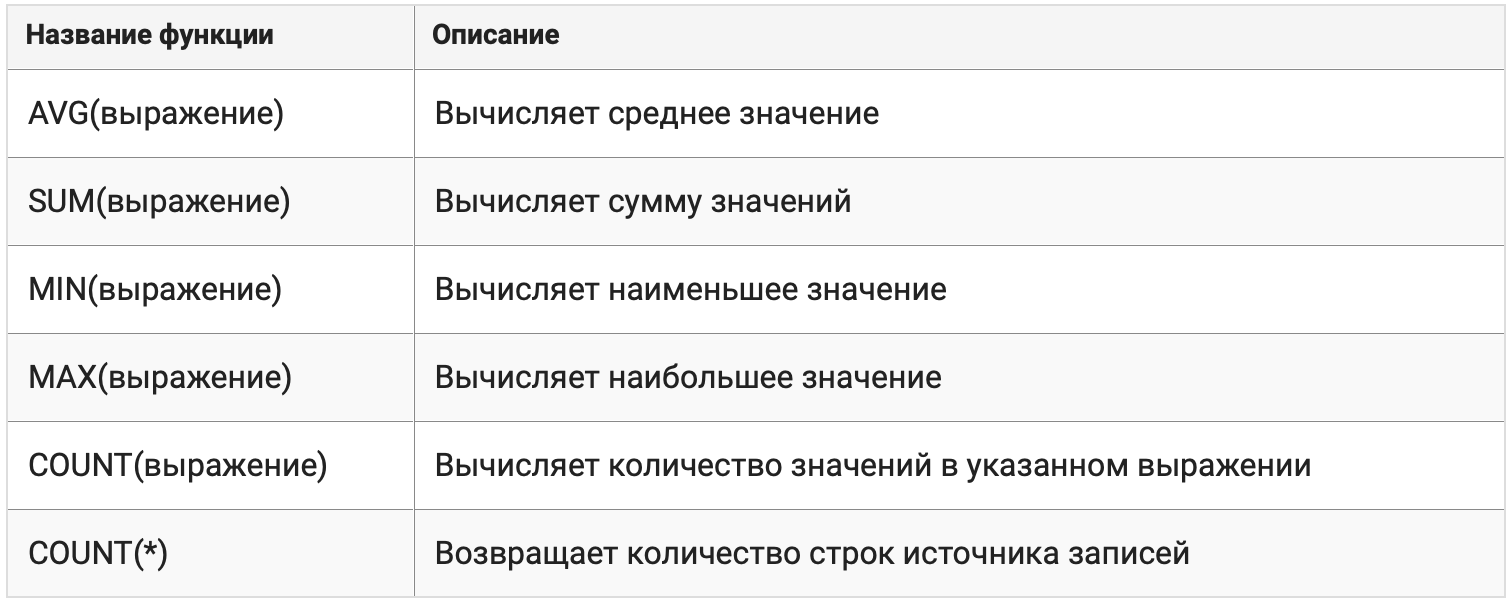 Название функции Описание
AVG(выражение) Вычисляет среднее значение
SUM(выражение) Вычисляет сумму значений
MIN(выражение) Вычисляет наименьшее значение
MAX(выражение) Вычисляет наибольшее значение
COUNT(выражение) Вычисляет количество значений в указанном выражении
COUNT(*) Возвращает количество строк источника записей